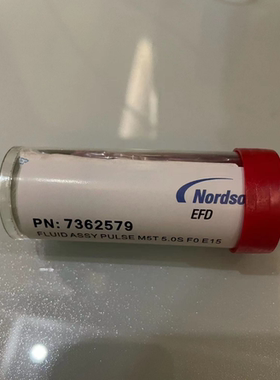 Nordso
EFD
PN: 7362579
FLUID ASSY PULSE M5T 5.0S F0 E15